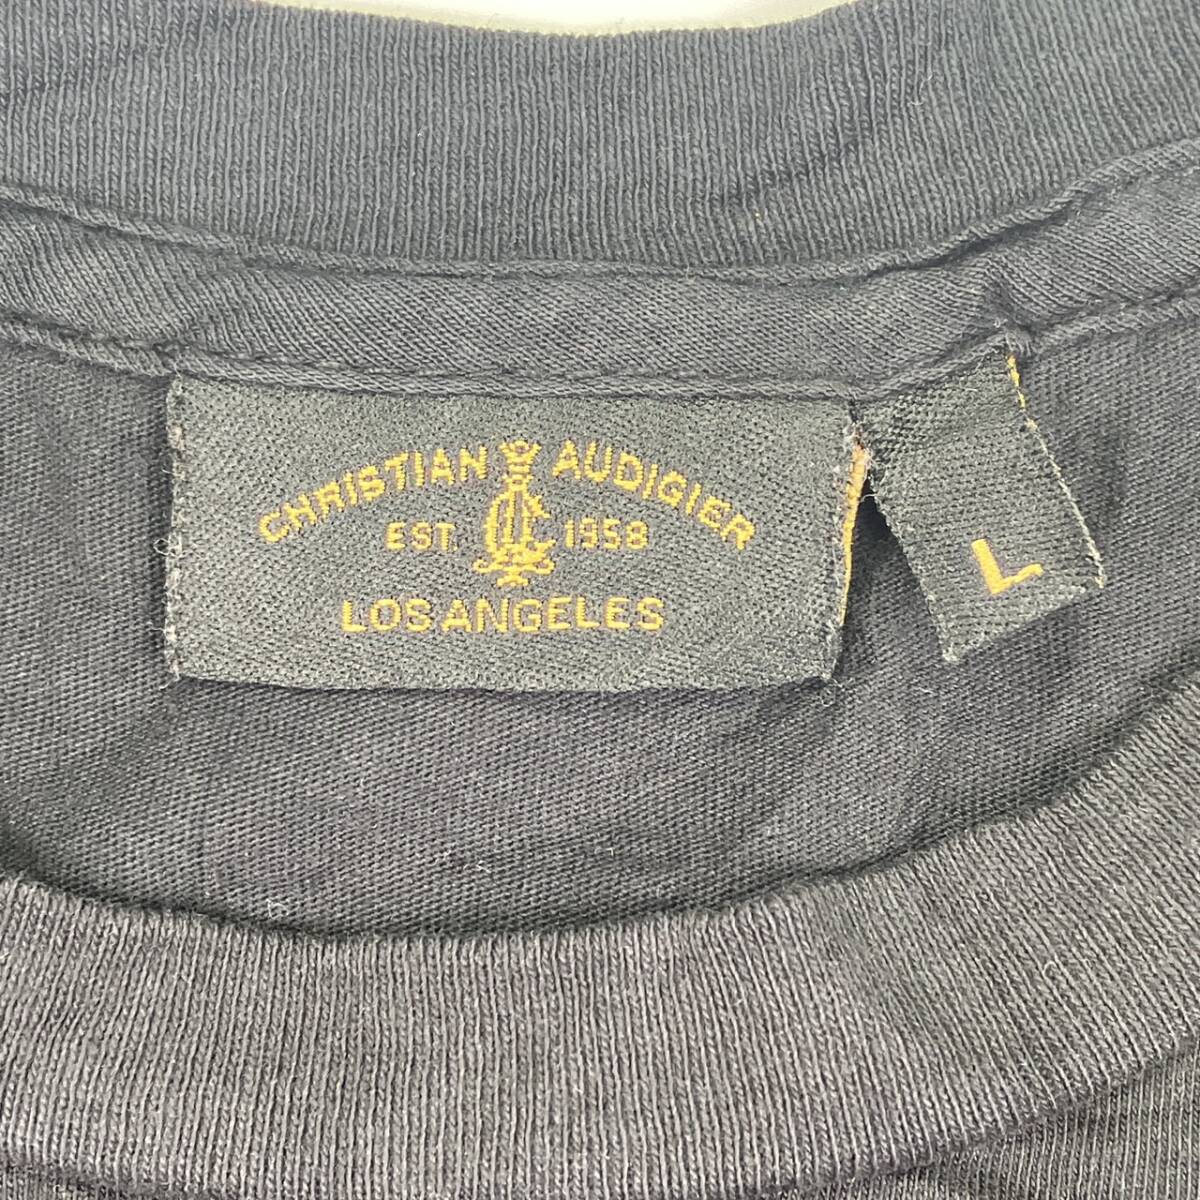 CHRISTIAN AUDIGIER
EST. 1958
LOS ANGELES
L